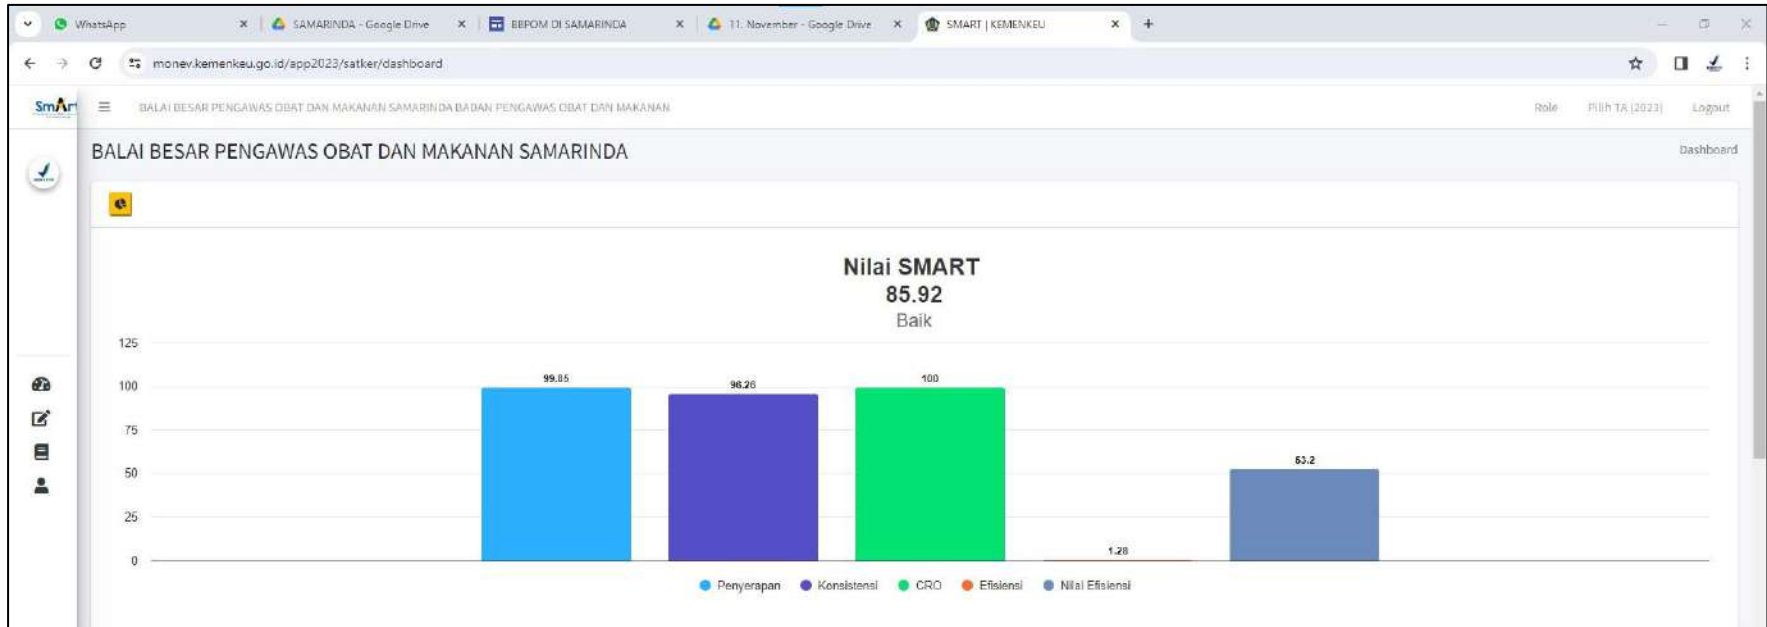 WhatsApp
SAMARINDA - Google Drive
BBPOM DI SAMARINDA
11. November - Google Drive
SMART | KEMENKEU
monev.kemenkeu.go.id/app2023/satker/dashboard
SmArt
BALAI BESAR PENGAWAS OBAT DAN MAKANAN SAMARINDA BADAN PENGAWAS OBAT DAN MAKANAN
Role
Pilih TA (2023)
Logout
BALAI BESAR PENGAWAS OBAT DAN MAKANAN SAMARINDA
Dashboard
Nilai SMART
85.92
Baik
125
100
75
50
25
0
99.85
96.26
100
1.28
53.2
Penyerapan
Konsistensi
CRO
Efisiensi
Nilai Efisiensi